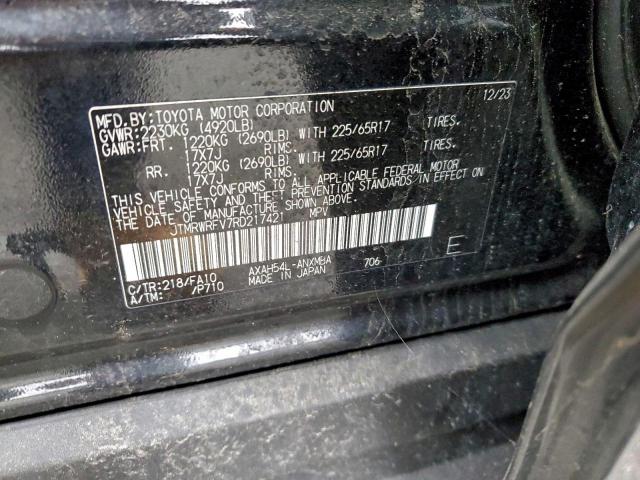 MFD.BY:TOYOTA MOTOR CORPORATION 12/23
GVWR:2230KG (4920LB)
GAWR:FRT. 1220KG (2690LB) WITH 225/65R17 TIRES.
17X7J RIMS.
RR. 1220KG (2690LB) WITH 225/65R17 TIRES.
17X7J RIMS.
THIS VEHICLE CONFORMS TO ALL APPLICABLE FEDERAL MOTOR
VEHICLE SAFETY AND THEFT PREVENTION STANDARDS IN EFFECT ON
THE DATE OF MANUFACTURE SHOWN ABOVE.
JTMRWRFV7RD217421 MPV
C/TR:218/FA10 AXAH54L-ANXMBA 706 E
A/TM: /P710 MADE IN JAPAN